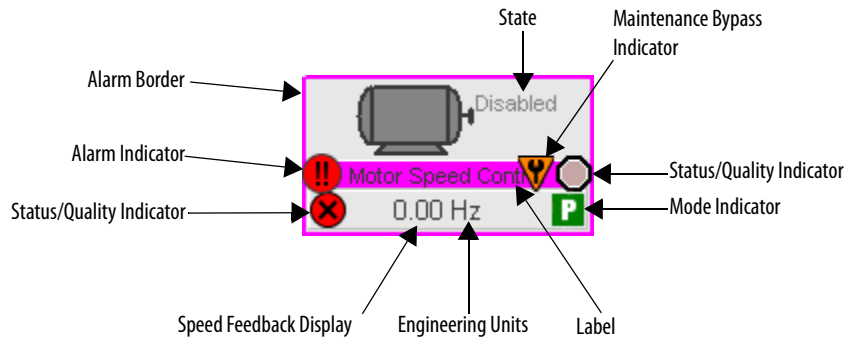 State
Maintenance Bypass
Indicator
Alarm Border
Disabled
Alarm Indicator
!!
Motor Speed Cont
Status/Quality Indicator
Status/Quality Indicator
0.00 Hz
P
Mode Indicator
Speed Feedback Display
Engineering Units
Label